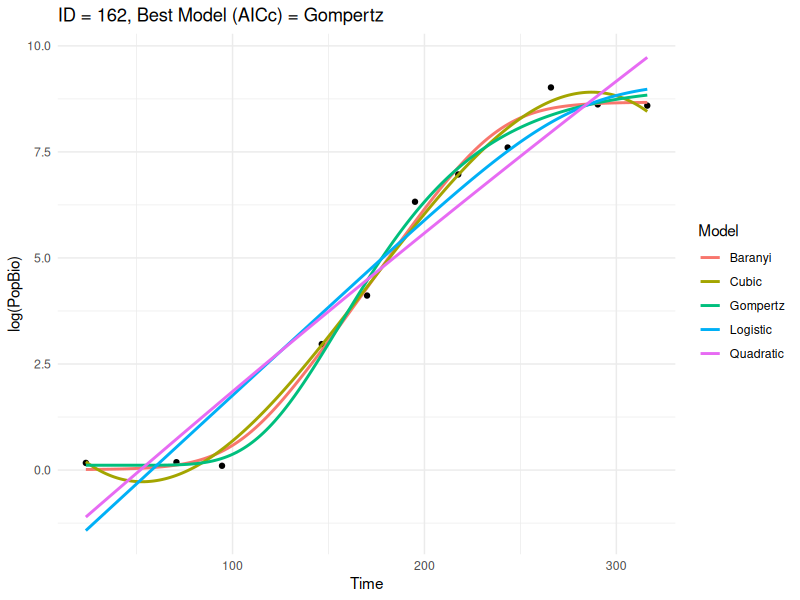 ID = 162, Best Model (AICc) = Gompertz
10.0
7.5
5.0
2.5
0.0
log(PopBio)
100
200
300
Time
Model
Baranyi
Cubic
Gompertz
Logistic
Quadratic